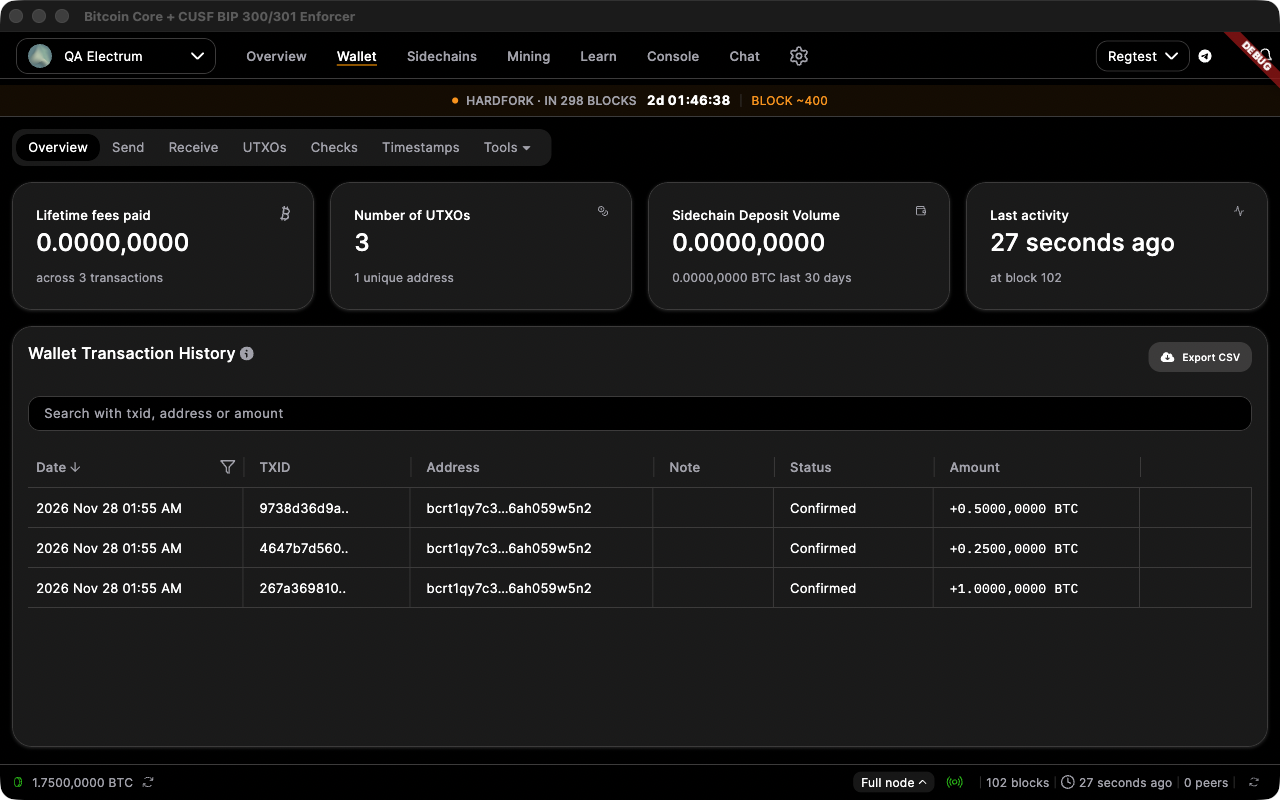 Bitcoin Core + CUSF BIP 300/301 Enforcer
QA Electrum
Overview
Wallet
Sidechains
Mining
Learn
Console
Chat
Regtest
DEBUG
HARDFORK · IN 298 BLOCKS 2d 01:46:38 BLOCK ~400
Overview
Send
Receive
UTXOs
Checks
Timestamps
Tools
Lifetime fees paid
0.0000,0000
across 3 transactions
Number of UTXOs
3
1 unique address
Sidechain Deposit Volume
0.0000,0000
0.0000,0000 BTC last 30 days
Last activity
27 seconds ago
at block 102
Wallet Transaction History
Export CSV
Search with txid, address or amount
Date TXID Address Note Status Amount
2026 Nov 28 01:55 AM 9738d36d9a.. bcrt1qy7c3...6ah059w5n2 Confirmed +0.5000,0000 BTC
2026 Nov 28 01:55 AM 4647b7d560.. bcrt1qy7c3...6ah059w5n2 Confirmed +0.2500,0000 BTC
2026 Nov 28 01:55 AM 267a369810.. bcrt1qy7c3...6ah059w5n2 Confirmed +1.0000,0000 BTC
1.7500,0000 BTC
Full node
102 blocks
27 seconds ago
0 peers